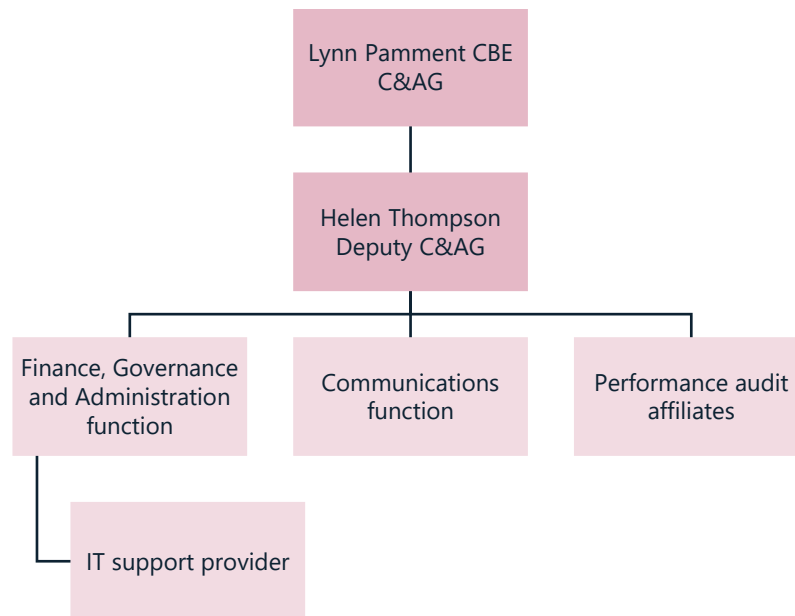 Lynn Pamment CBE
C&AG
Helen Thompson
Deputy C&AG
Finance, Governance
and Administration
function
Communications
function
Performance audit
affiliates
IT support provider